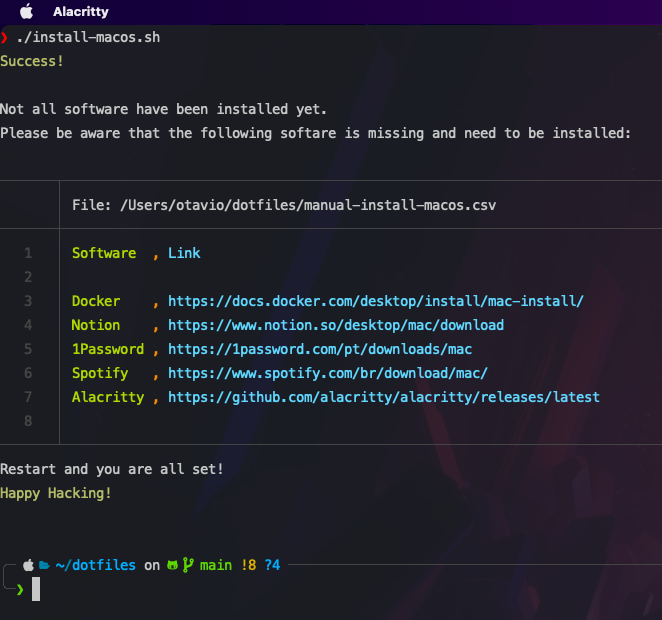 Alacritty
❯ ./install-macos.sh
Success!
Not all software have been installed yet.
Please be aware that the following softare is missing and need to be installed:
File: /Users/otavio/dotfiles/manual-install-macos.csv
1 Software , Link
2
3 Docker , https://docs.docker.com/desktop/install/mac-install/
4 Notion , https://www.notion.so/desktop/mac/download
5 1Password , https://1password.com/pt/downloads/mac
6 Spotify , https://www.spotify.com/br/download/mac/
7 Alacritty , https://github.com/alacritty/alacritty/releases/latest
8
Restart and you are all set!
Happy Hacking!
~/dotfiles on main !8 ?4
❯